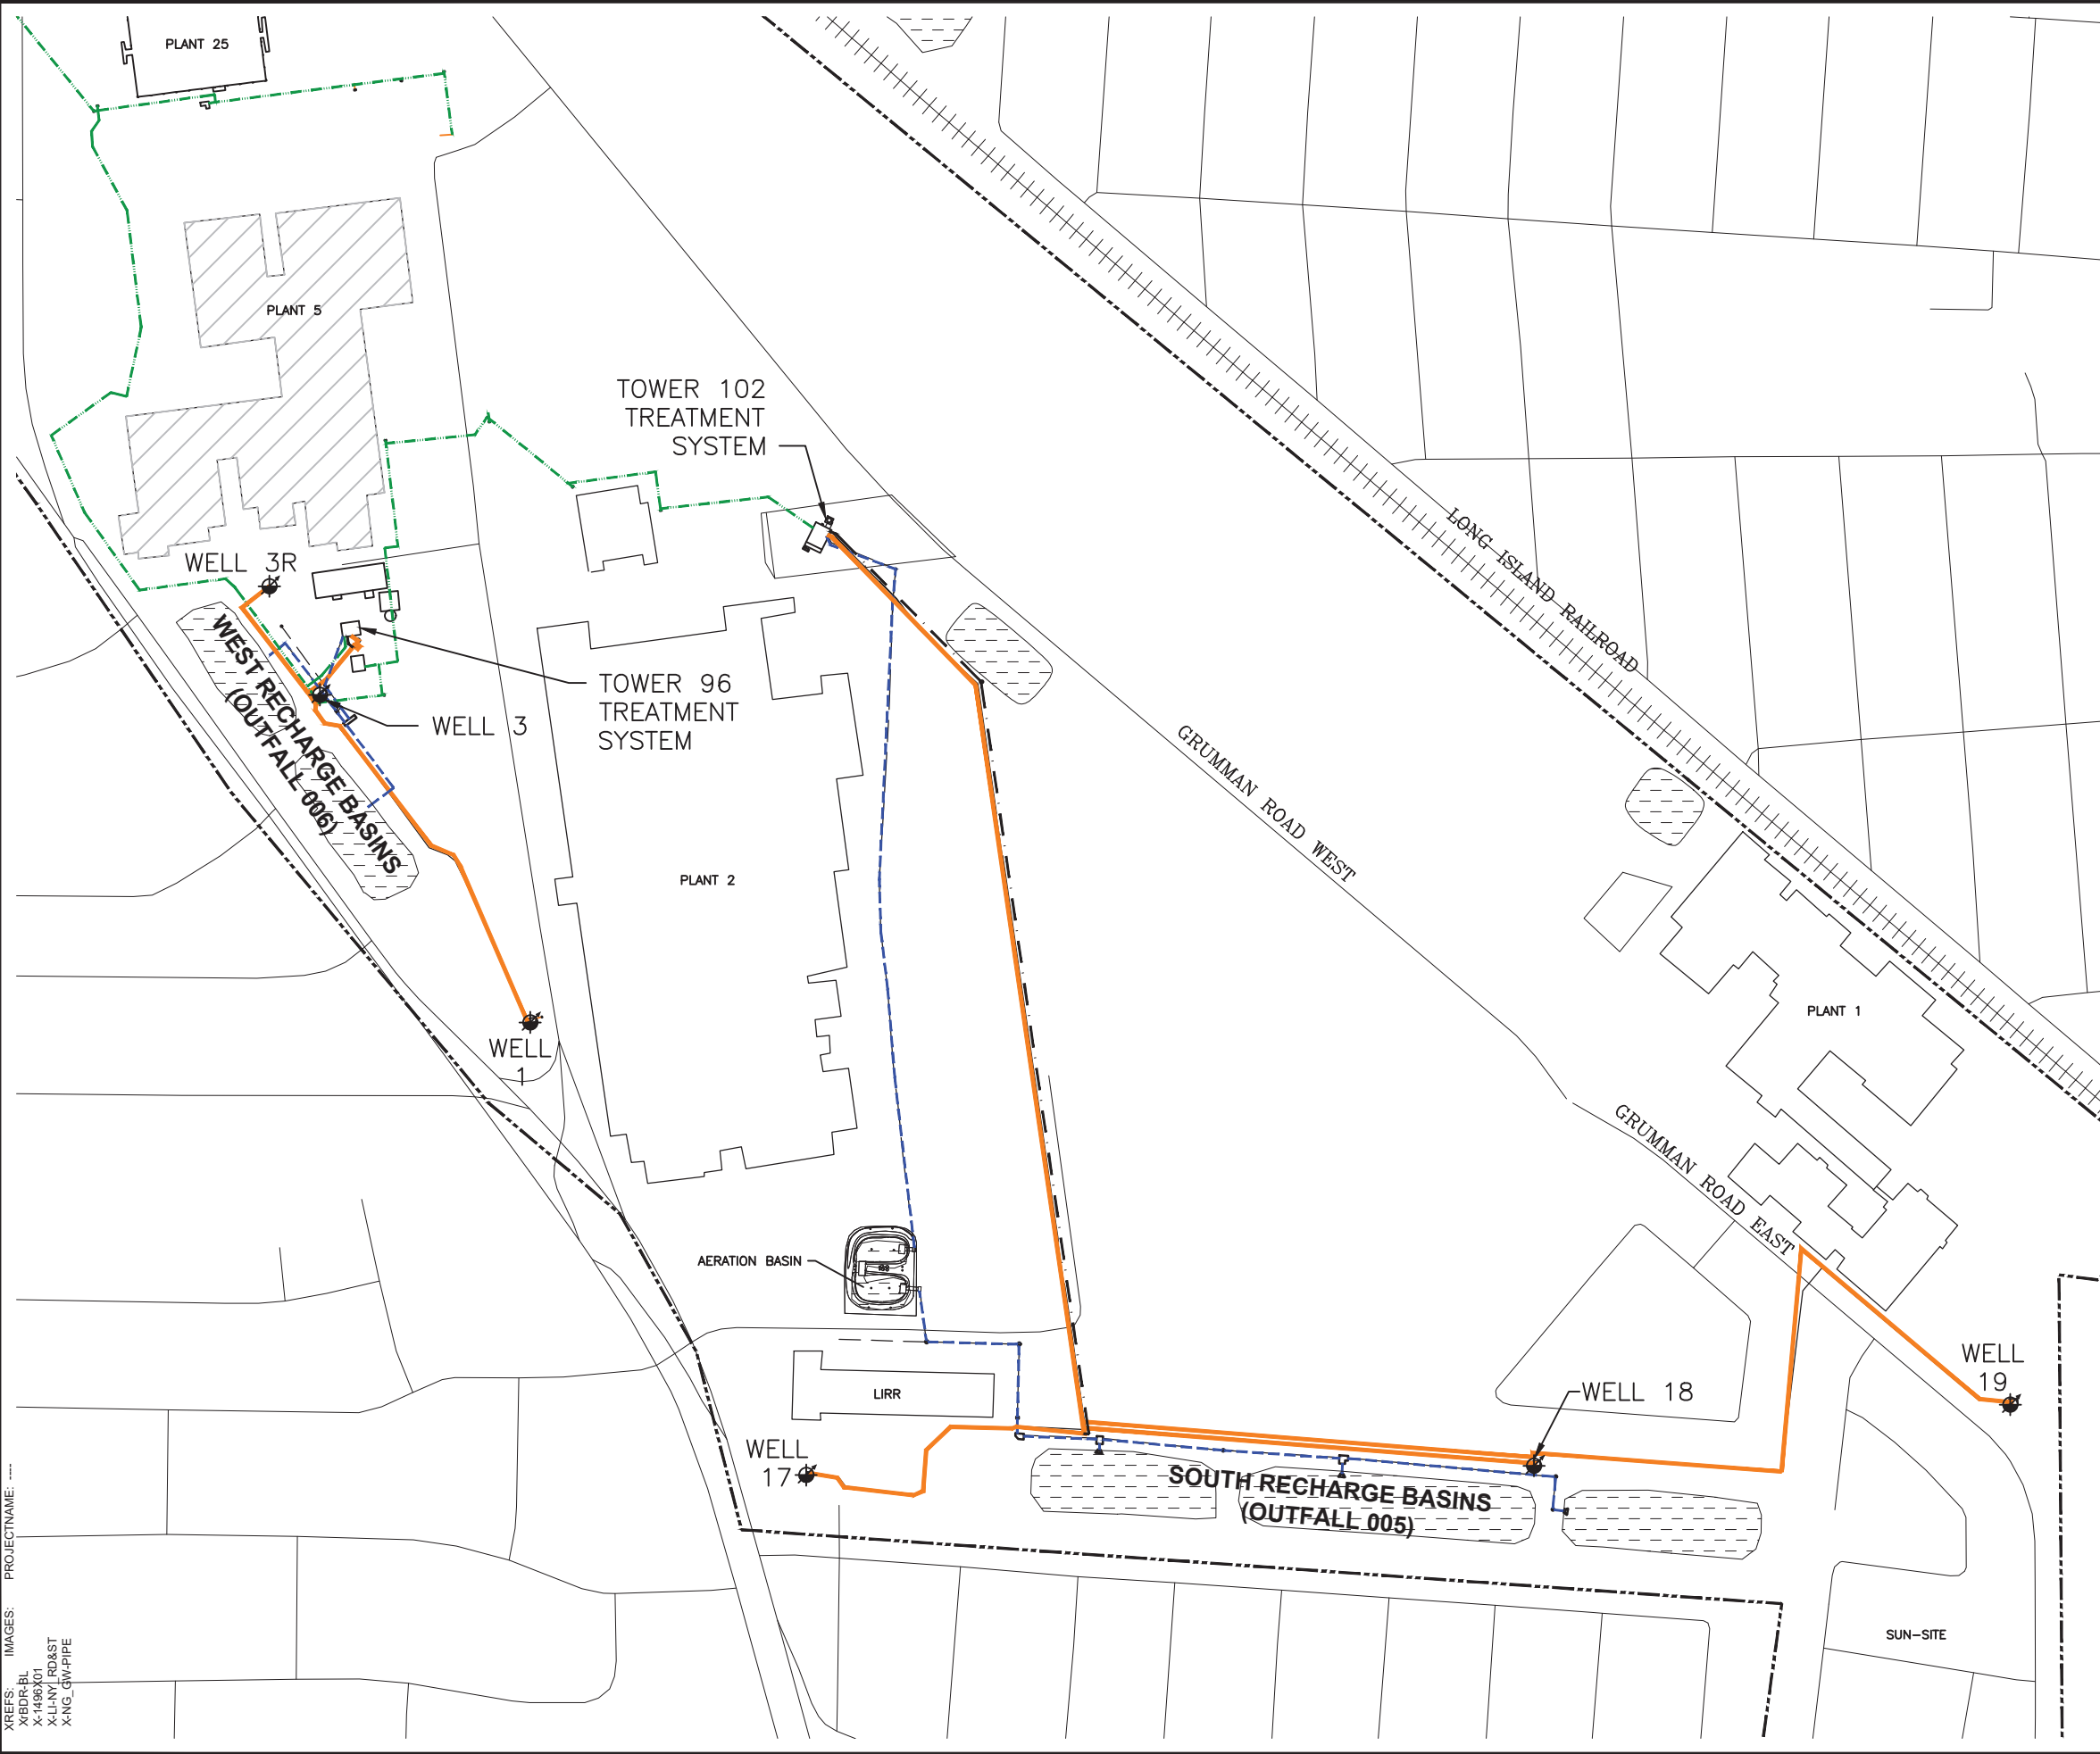 PLANT 25
PLANT 5
TOWER 102
TREATMENT
SYSTEM
LONG ISLAND RAILROAD
WELL 3R
WEST RECHARGE BASINS
(OUTFALL 006)
TOWER 96
TREATMENT
SYSTEM
WELL 3
GRUMMAN ROAD WEST
PLANT 2
PLANT 1
WELL
1
GRUMMAN ROAD EAST
AERATION BASIN
LIRR
WELL
19
WELL 18
WELL
17
SOUTH RECHARGE BASINS
(OUTFALL 005)
SUN-SITE
XREFS: IMAGES: PROJECTNAME: ----
XrBDR-BL
X-1496X01
X-LI-NY_RD&ST
X-NG_GW-PIPE